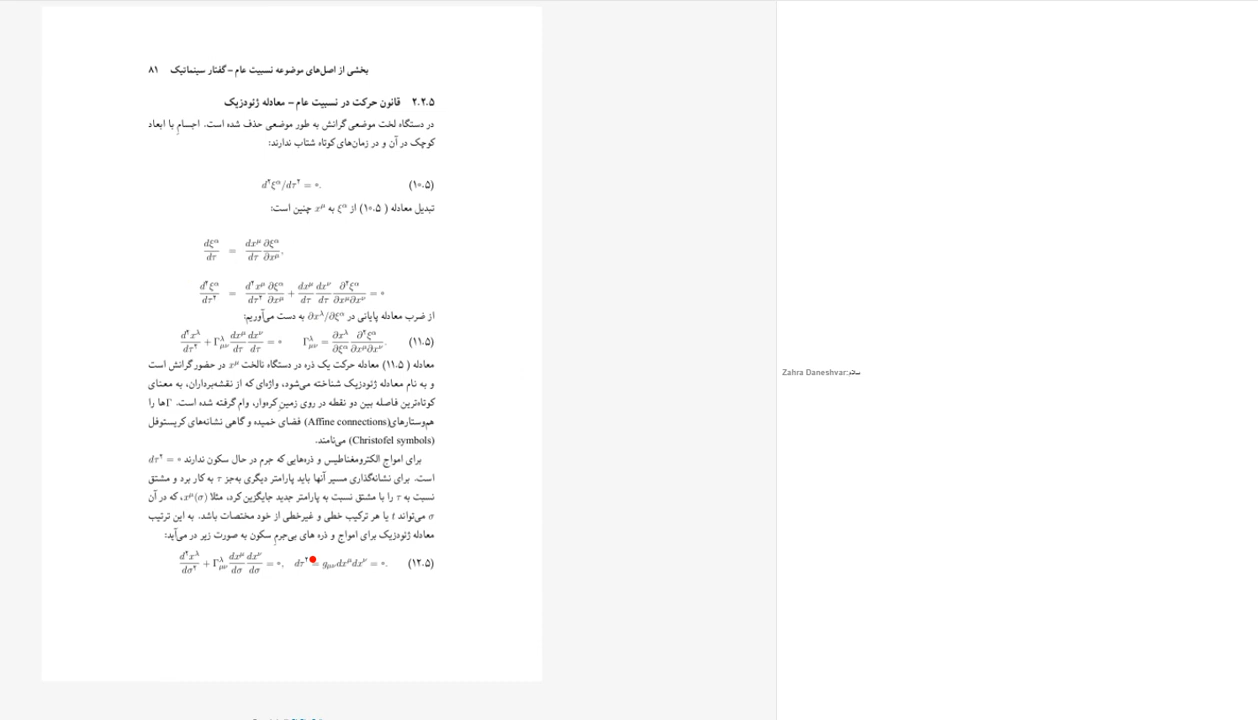 بخشی از اصل‌های موضوعه نسبیت عام – گفتار سینماتیک ۸۱
۲.۲.۵ قانون حرکت در نسبیت عام – معادله ژئودزیک
در دستگاه لخت موضعی گرانش به طور موضعی حذف شده است. اجسام با ابعاد
کوچک در آن و در زمان‌های کوتاه شتاب ندارند:
d²ξ^α/dτ² = ۰. (۱۰.۵)
تبدیل معادله (۱۰.۵) از ξ^α به x^μ چنین است:
dξ^α/dτ = dx^μ/dτ ∂ξ^α/∂x^μ,
d²ξ^α/dτ² = d²x^μ/dτ² ∂ξ^α/∂x^μ + dx^μ/dτ dx^ν/dτ ∂²ξ^α/∂x^μ∂x^ν = ۰
از ضرب معادله پایانی در ∂x^λ/∂ξ^α به دست می‌آوریم:
d²x^λ/dτ² + Γ^λ_μν dx^μ/dτ dx^ν/dτ = ۰ Γ^λ_μν = ∂x^λ/∂ξ^α ∂²ξ^α/∂x^μ∂x^ν. (۱۱.۵)
معادله (۱۱.۵) معادله حرکت یک ذره در دستگاه نالخت x^μ در حضور گرانش است
و به نام معادله ژئودزیک شناخته می‌شود، واژه‌ای که از نقشه‌برداران، به معنای
کوتاه‌ترین فاصله بین دو نقطه در روی زمین کره‌وار، وام گرفته شده است. Γها را
هم‌وستارهای(Affine connections) فضای خمیده و گاهی نشانه‌های کریستوفل
(Christofel symbols) می‌نامند.
برای امواج الکترومغناطیس و ذره‌هایی که جرم در حال سکون ندارند dτ² = ۰
است. برای نشانه‌گذاری مسیر آنها باید پارامتر دیگری به‌جز τ به کار برد و مشتق
نسبت به τ را با مشتق نسبت به پارامتر جدید جایگزین کرد، مثلا x^μ(σ)، که در آن
σ می‌تواند t یا هر ترکیب خطی و غیرخطی از خود مختصات باشد. به این ترتیب
معادله ژئودزیک برای امواج و ذره های بی‌جرم سکون به صورت زیر در می‌آید:
d²x^λ/dσ² + Γ^λ_μν dx^μ/dσ dx^ν/dσ = ۰, dτ² = g_μν dx^μ dx^ν = ۰. (۱۲.۵)
Zahra Daneshvar: